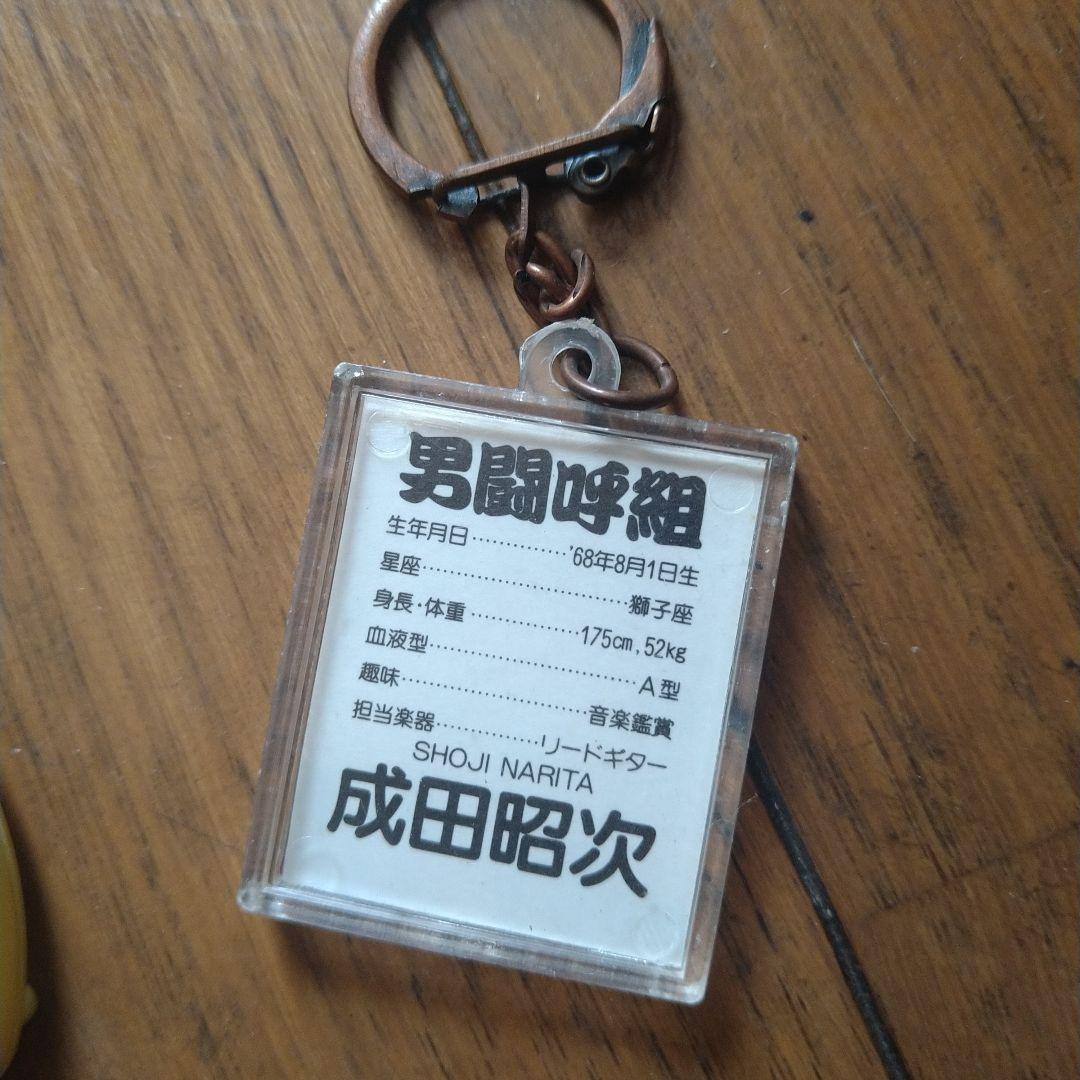 男闘呼組
生年月日……………'68年8月1日生
星座……………………………獅子座
身長・体重………………175cm,52kg
血液型……………………………A型
趣味…………………………音楽鑑賞
担当楽器……………リードギター
SHOJI NARITA
成田昭次